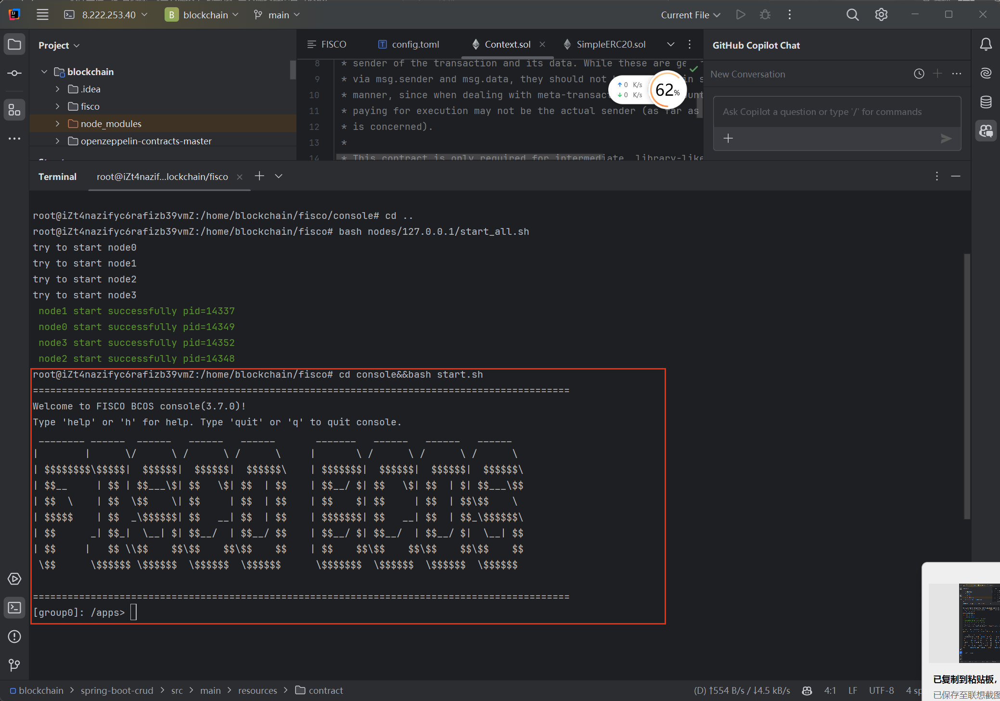 8.222.253.40
B blockchain
main
Current File
Project
blockchain
.idea
fisco
node_modules
openzeppelin-contracts-master
FISCO
config.toml
Context.sol
SimpleERC20.sol
8 * sender of the transaction and its data. While these are ge
9 * via msg.sender and msg.data, they should not
10 * manner, since when dealing with meta-transac
11 * paying for execution may not be the actual sender (as far as
12 * is concerned).
13 *
14 * This contract is only required for intermediate, library-like
↑ 0 K/s
↓ 0 K/s
62%
GitHub Copilot Chat
New Conversation
Ask Copilot a question or type '/' for commands
Terminal
root@iZt4nazif...lockchain/fisco
root@iZt4nazifyc6rafizb39vmZ:/home/blockchain/fisco/console# cd ..
root@iZt4nazifyc6rafizb39vmZ:/home/blockchain/fisco# bash nodes/127.0.0.1/start_all.sh
try to start node0
try to start node1
try to start node2
try to start node3
node1 start successfully pid=14337
node0 start successfully pid=14349
node3 start successfully pid=14352
node2 start successfully pid=14348
root@iZt4nazifyc6rafizb39vmZ:/home/blockchain/fisco# cd console&&bash start.sh
=============================================================================================
Welcome to FISCO BCOS console(3.7.0)!
Type 'help' or 'h' for help. Type 'quit' or 'q' to quit console.
 ________ ______  ______   ______   ______       _______   ______   ______   ______
|        |      \/      \ /      \ /      \     |       \ /      \ /      \ /      \
| $$$$$$$$\$$$$$|  $$$$$$|  $$$$$$|  $$$$$$\    | $$$$$$$|  $$$$$$|  $$$$$$|  $$$$$$\
| $$__     | $$ | $$___\$| $$   \$| $$  | $$    | $$__/ $| $$   \$| $$  | $| $$___\$$
| $$  \    | $$  \$$    \| $$     | $$  | $$    | $$    $| $$     | $$  | $$\$$    \
| $$$$$    | $$  _\$$$$$$| $$   __| $$  | $$    | $$$$$$$| $$   __| $$  | $$_\$$$$$$\
| $$      _| $$_|  \__| $| $$__/  | $$__/ $$    | $$__/ $| $$__/  | $$__/ $|  \__| $$
| $$     |   $$ \\$$    $$\$$    $$\$$    $$    | $$    $$\$$    $$\$$    $$\$$    $$
 \$$      \$$$$$$ \$$$$$$  \$$$$$$  \$$$$$$      \$$$$$$$  \$$$$$$  \$$$$$$  \$$$$$$
=============================================================================================
[group0]: /apps>
已复制到粘贴板，
已保存至联想截图
blockchain > spring-boot-crud > src > main > resources > contract
(D) ↑554 B/s / ↓4.5 kB/s
4:1
LF
UTF-8
4 sp